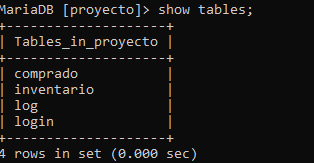 MariaDB [proyecto]> show tables;
+--------------------+
| Tables_in_proyecto |
+--------------------+
| comprado           |
| inventario         |
| log                |
| login              |
+--------------------+
4 rows in set (0.000 sec)